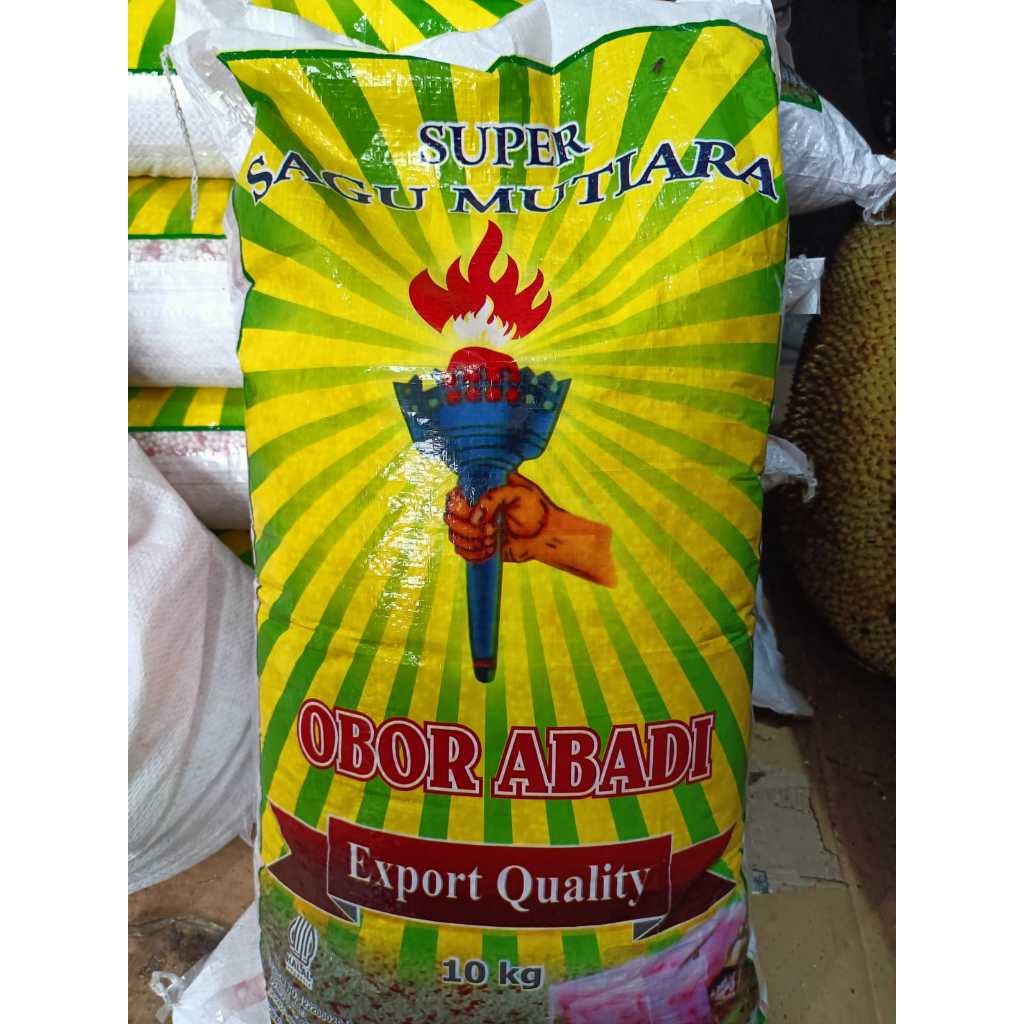 SUPER
SAGU MUTIARA
OBOR ABADI
Export Quality
10 kg